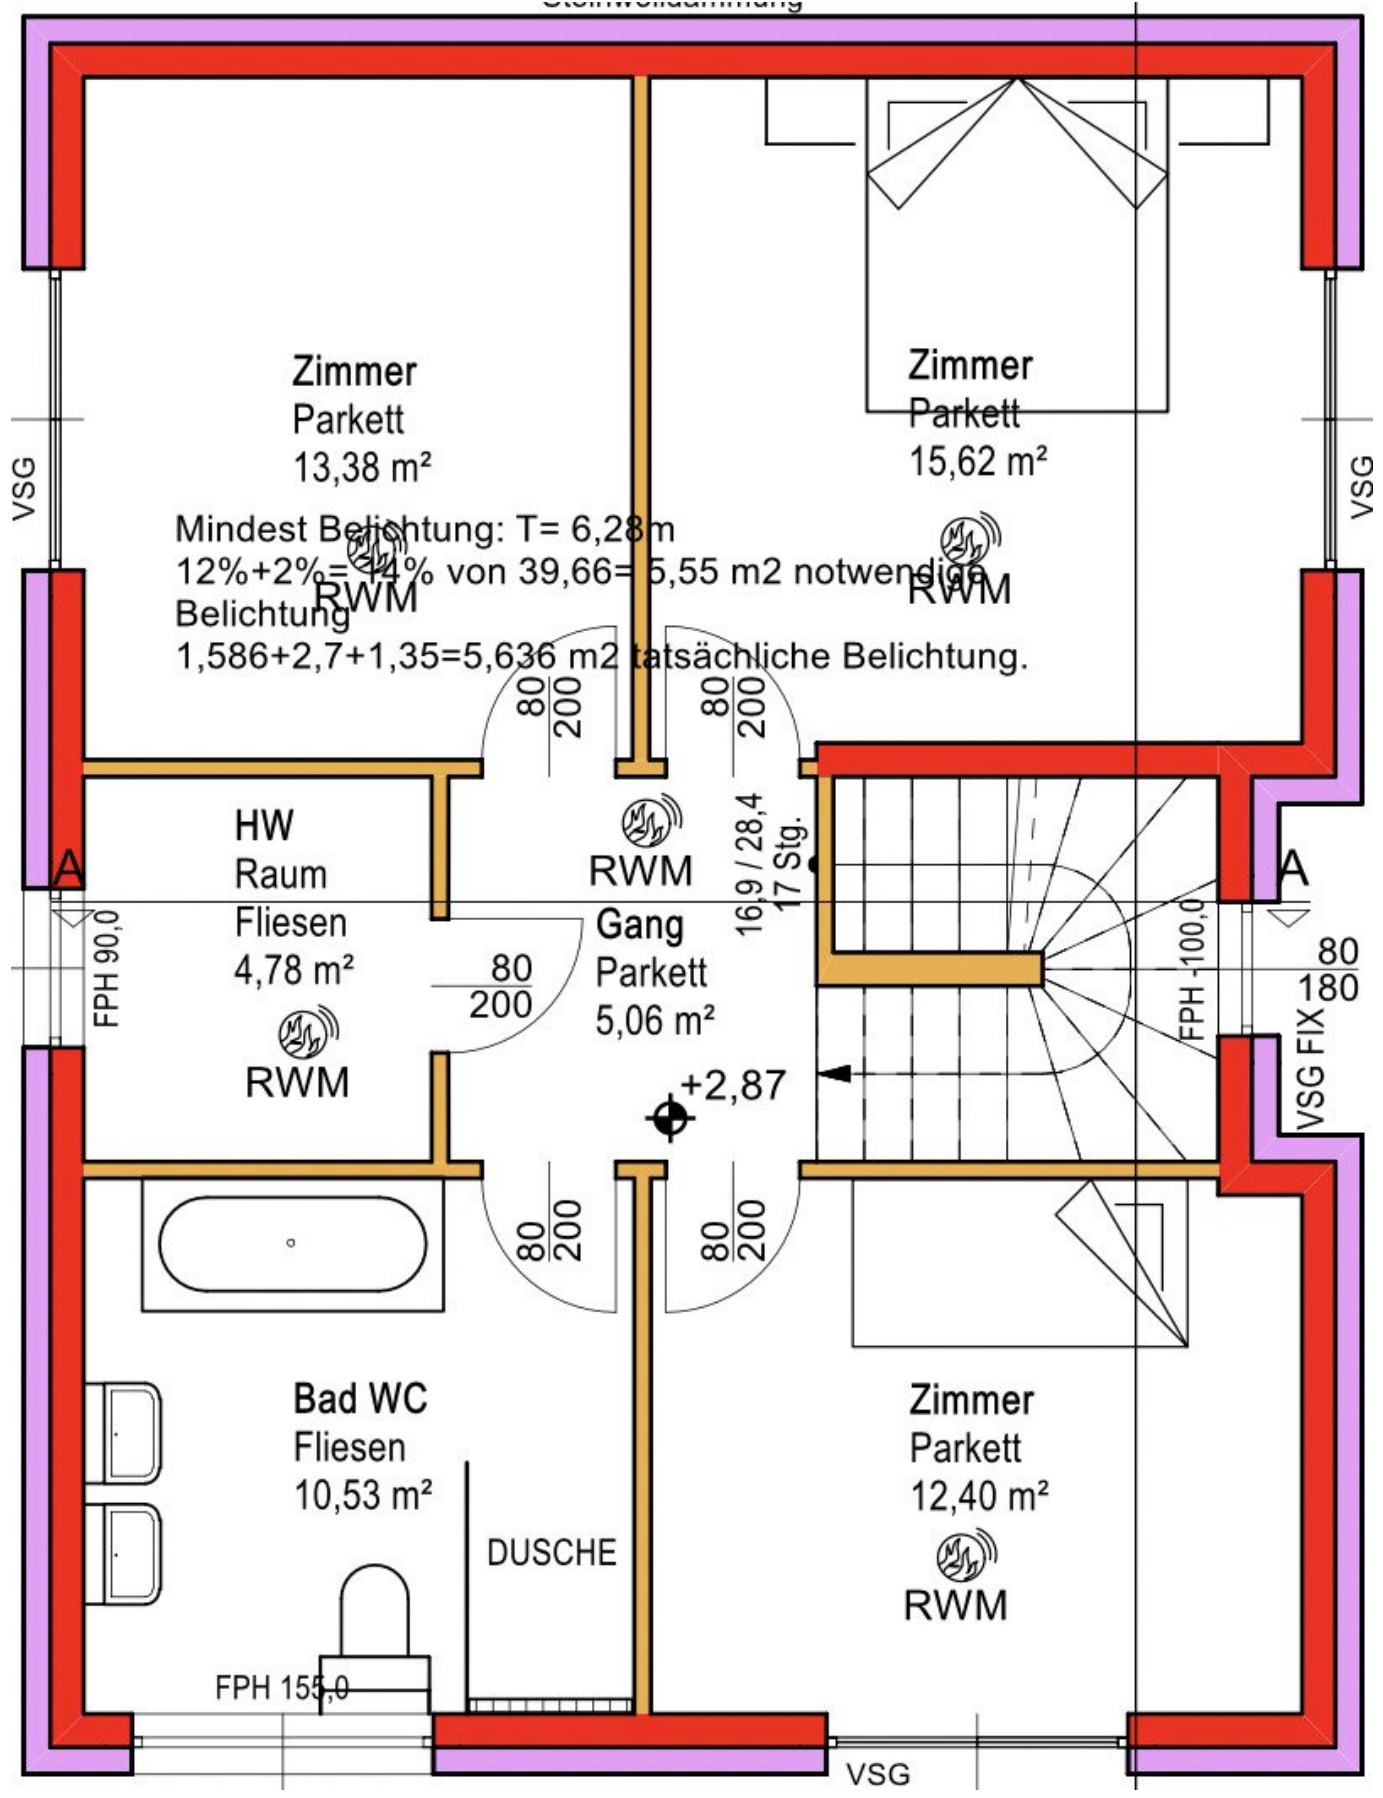 Steinwolldämmung
Zimmer
Parkett
13,38 m²
Zimmer
Parkett
15,62 m²
VSG
VSG
Mindest Belichtung: T= 6,28m
12%+2%= 14% von 39,66= 5,55 m2 notwendige
Belichtung
1,586+2,7+1,35=5,636 m2 tatsächliche Belichtung.
RWM
RWM
80
200
80
200
HW
Raum
Fliesen
4,78 m²
RWM
A
FPH 90,0
80
200
RWM
Gang
Parkett
5,06 m²
+2,87
16,9 / 28,4
17 Stg.
A
FPH -100,0
80
180
VSG FIX
80
200
80
200
Bad WC
Fliesen
10,53 m²
DUSCHE
FPH 155,0
Zimmer
Parkett
12,40 m²
RWM
VSG